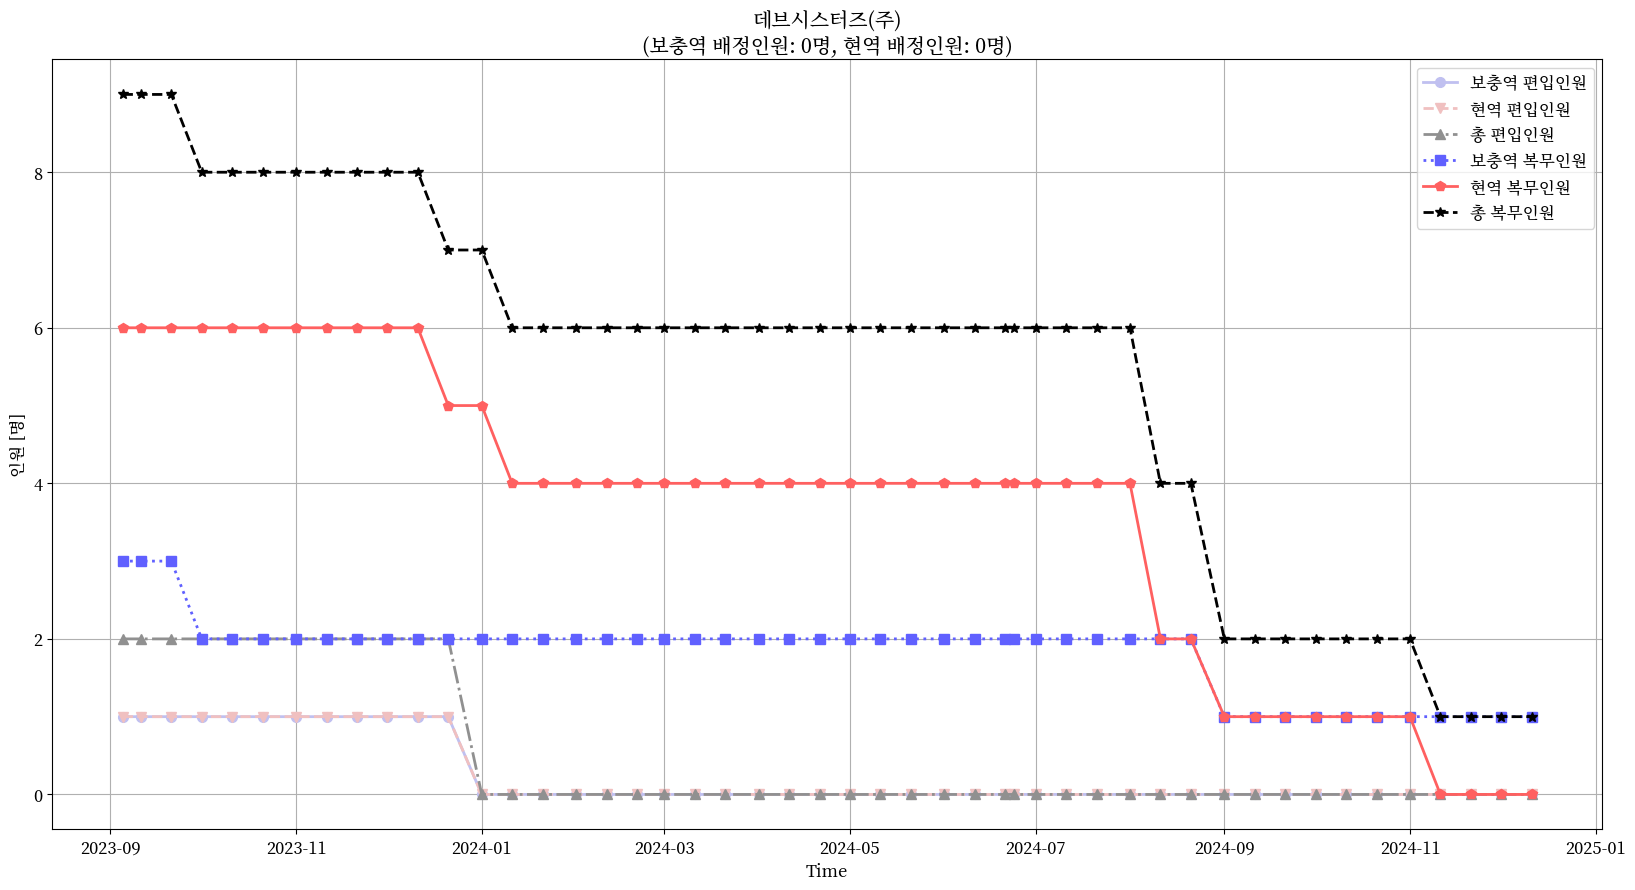 데브시스터즈(주)
(보충역 배정인원: 0명, 현역 배정인원: 0명)
보충역 편입인원
현역 편입인원
총 편입인원
보충역 복무인원
현역 복무인원
총 복무인원
인원 [명]
8
6
4
2
0
2023-09
2023-11
2024-01
2024-03
2024-05
2024-07
2024-09
2024-11
2025-01
Time